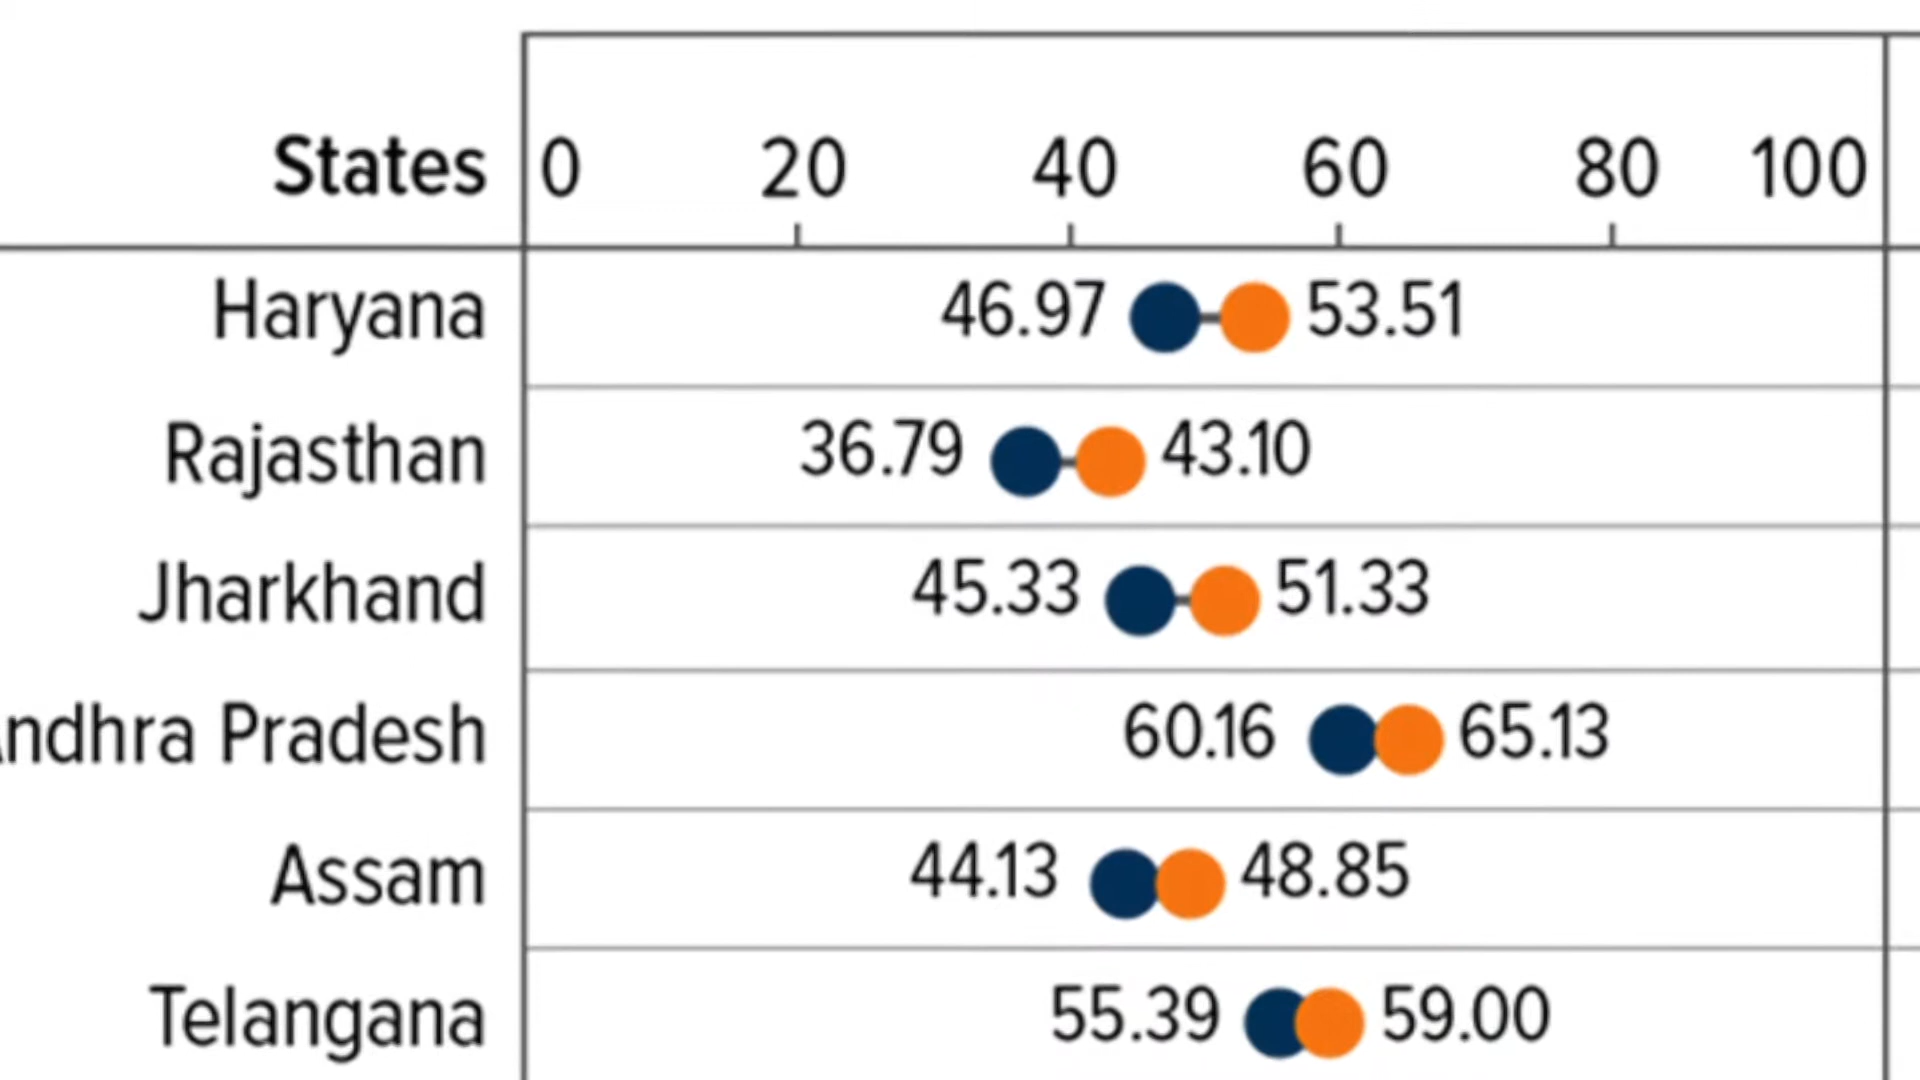 States 0 20 40 60 80 100
Haryana 46.97 53.51
Rajasthan 36.79 43.10
Jharkhand 45.33 51.33
ndhra Pradesh 60.16 65.13
Assam 44.13 48.85
Telangana 55.39 59.00